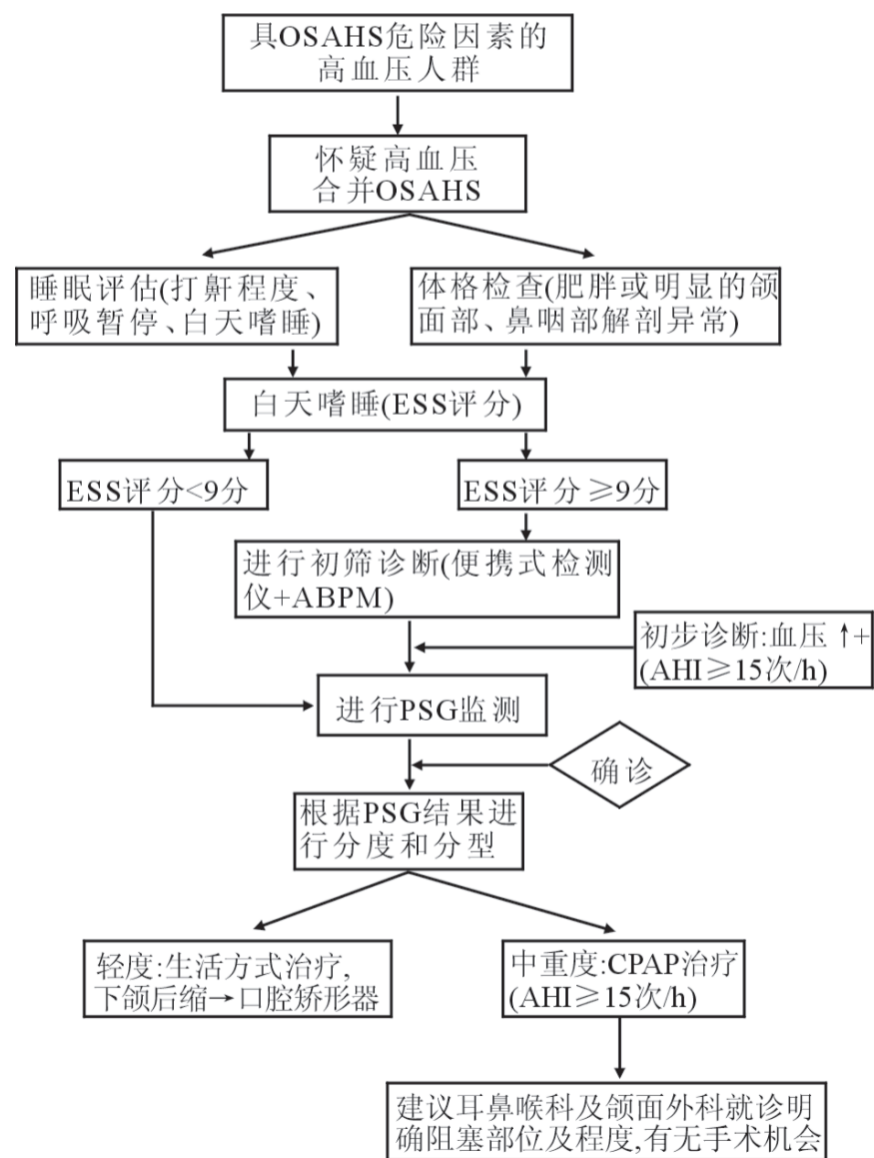 具OSAHS危险因素的
高血压人群
怀疑高血压
合并OSAHS
睡眠评估(打鼾程度、
呼吸暂停、白天嗜睡)
体格检查(肥胖或明显的颌
面部、鼻咽部解剖异常)
白天嗜睡(ESS评分)
ESS评分<9分
ESS评分≥9分
进行初筛诊断(便携式检测
仪+ABPM)
初步诊断:血压↑+
(AHI≥15次/h)
进行PSG监测
确诊
根据PSG结果进
行分度和分型
轻度:生活方式治疗,
下颌后缩→口腔矫形器
中重度:CPAP治疗
(AHI≥15次/h)
建议耳鼻喉科及颌面外科就诊明
确阻塞部位及程度,有无手术机会